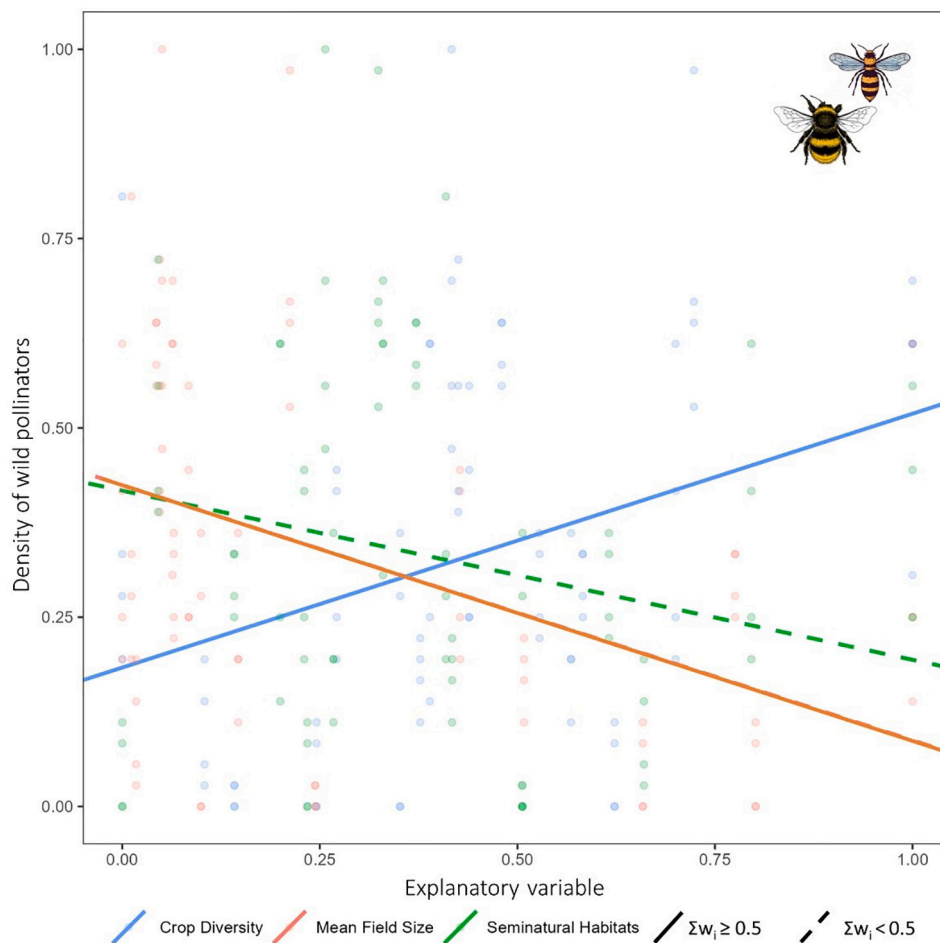 1.00
0.75
0.50
0.25
0.00
Density of wild pollinators
0.00 0.25 0.50 0.75 1.00
Explanatory variable
Crop Diversity Mean Field Size Seminatural Habitats Σwᵢ ≥ 0.5 Σwᵢ < 0.5